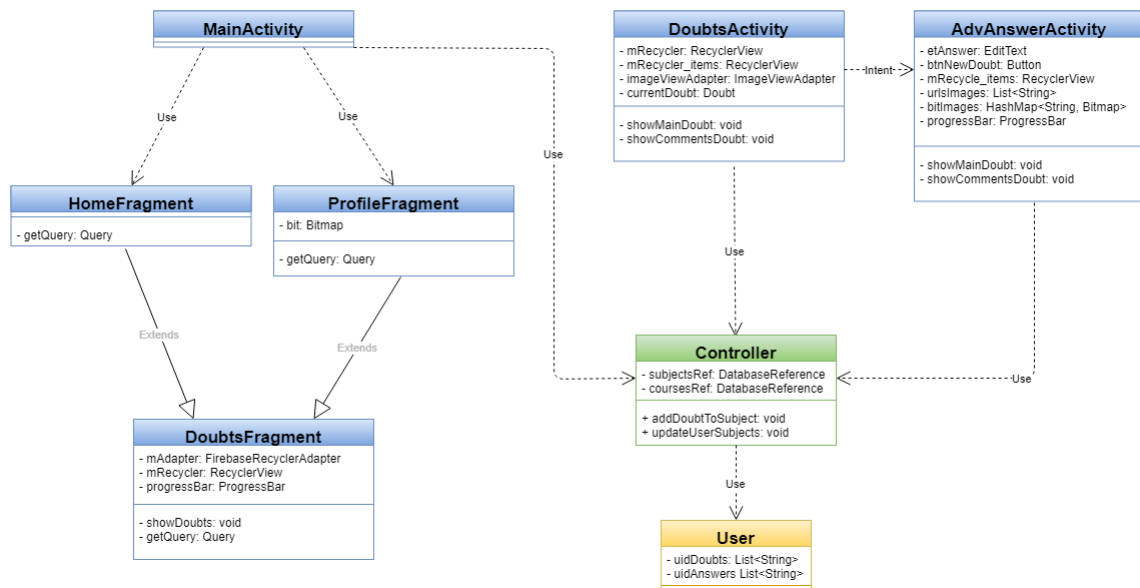 MainActivity
Use
Use
Use
HomeFragment
- getQuery: Query
ProfileFragment
- bit: Bitmap
- getQuery: Query
Extends
Extends
DoubtsFragment
- mAdapter: FirebaseRecyclerAdapter
- mRecycler: RecyclerView
- progressBar: ProgressBar
- showDoubts: void
- getQuery: Query
DoubtsActivity
- mRecycler: RecyclerView
- mRecycler_items: RecyclerView
- imageViewAdapter: ImageViewAdapter
- currentDoubt: Doubt
- showMainDoubt: void
- showCommentsDoubt: void
Intent
AdvAnswerActivity
- etAnswer: EditText
- btnNewDoubt: Button
- mRecycle_items: RecyclerView
- urlsImages: List<String>
- bitImages: HashMap<String, Bitmap>
- progressBar: ProgressBar
- showMainDoubt: void
- showCommentsDoubt: void
Use
Use
Controller
- subjectsRef: DatabaseReference
- coursesRef: DatabaseReference
+ addDoubtToSubject: void
+ updateUserSubjects: void
Use
User
- uidDoubts: List<String>
- uidAnswers List<String>